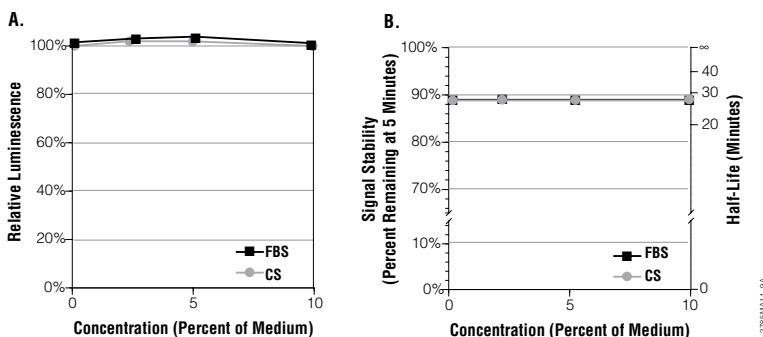 A.
100%
80%
60%
40%
20%
0%
Relative Luminescence
FBS
CS
0
5
10
Concentration (Percent of Medium)
B.
100%
90%
80%
70%
10%
0%
Signal Stability
(Percent Remaining at 5 Minutes)
∞
40
30
20
0
Half-Life (Minutes)
FBS
CS
0
5
10
Concentration (Percent of Medium)